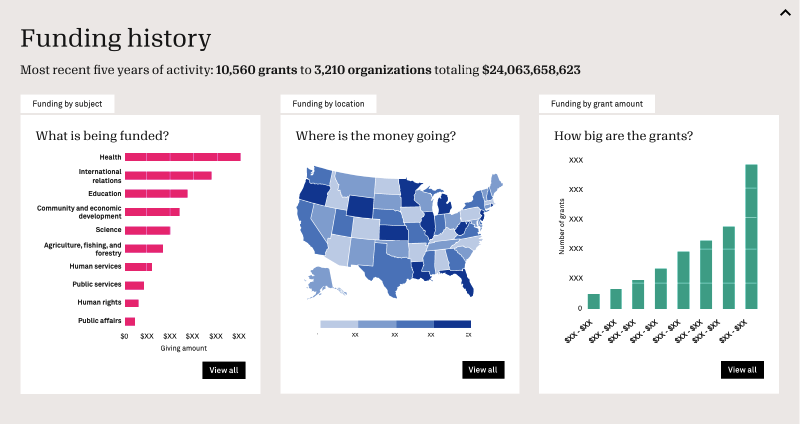 Funding history
Most recent five years of activity: 10,560 grants to 3,210 organizations totaling $24,063,658,623
Funding by subject
What is being funded?
Health
International
relations
Education
Community and economic
development
Science
Agriculture, fishing, and
forestry
Human services
Public services
Human rights
Public affairs
$0 $XX $XX $XX $XX $XX
Giving amount
View all
Funding by location
Where is the money going?
XX XX XX
View all
Funding by grant amount
How big are the grants?
XXX
XXX
XXX
XXX
XXX
0
Number of grants
$XX - $XX $XX - $XX $XX - $XX $XX - $XX $XX - $XX $XX - $XX $XX - $XX $XX - $XX
View all